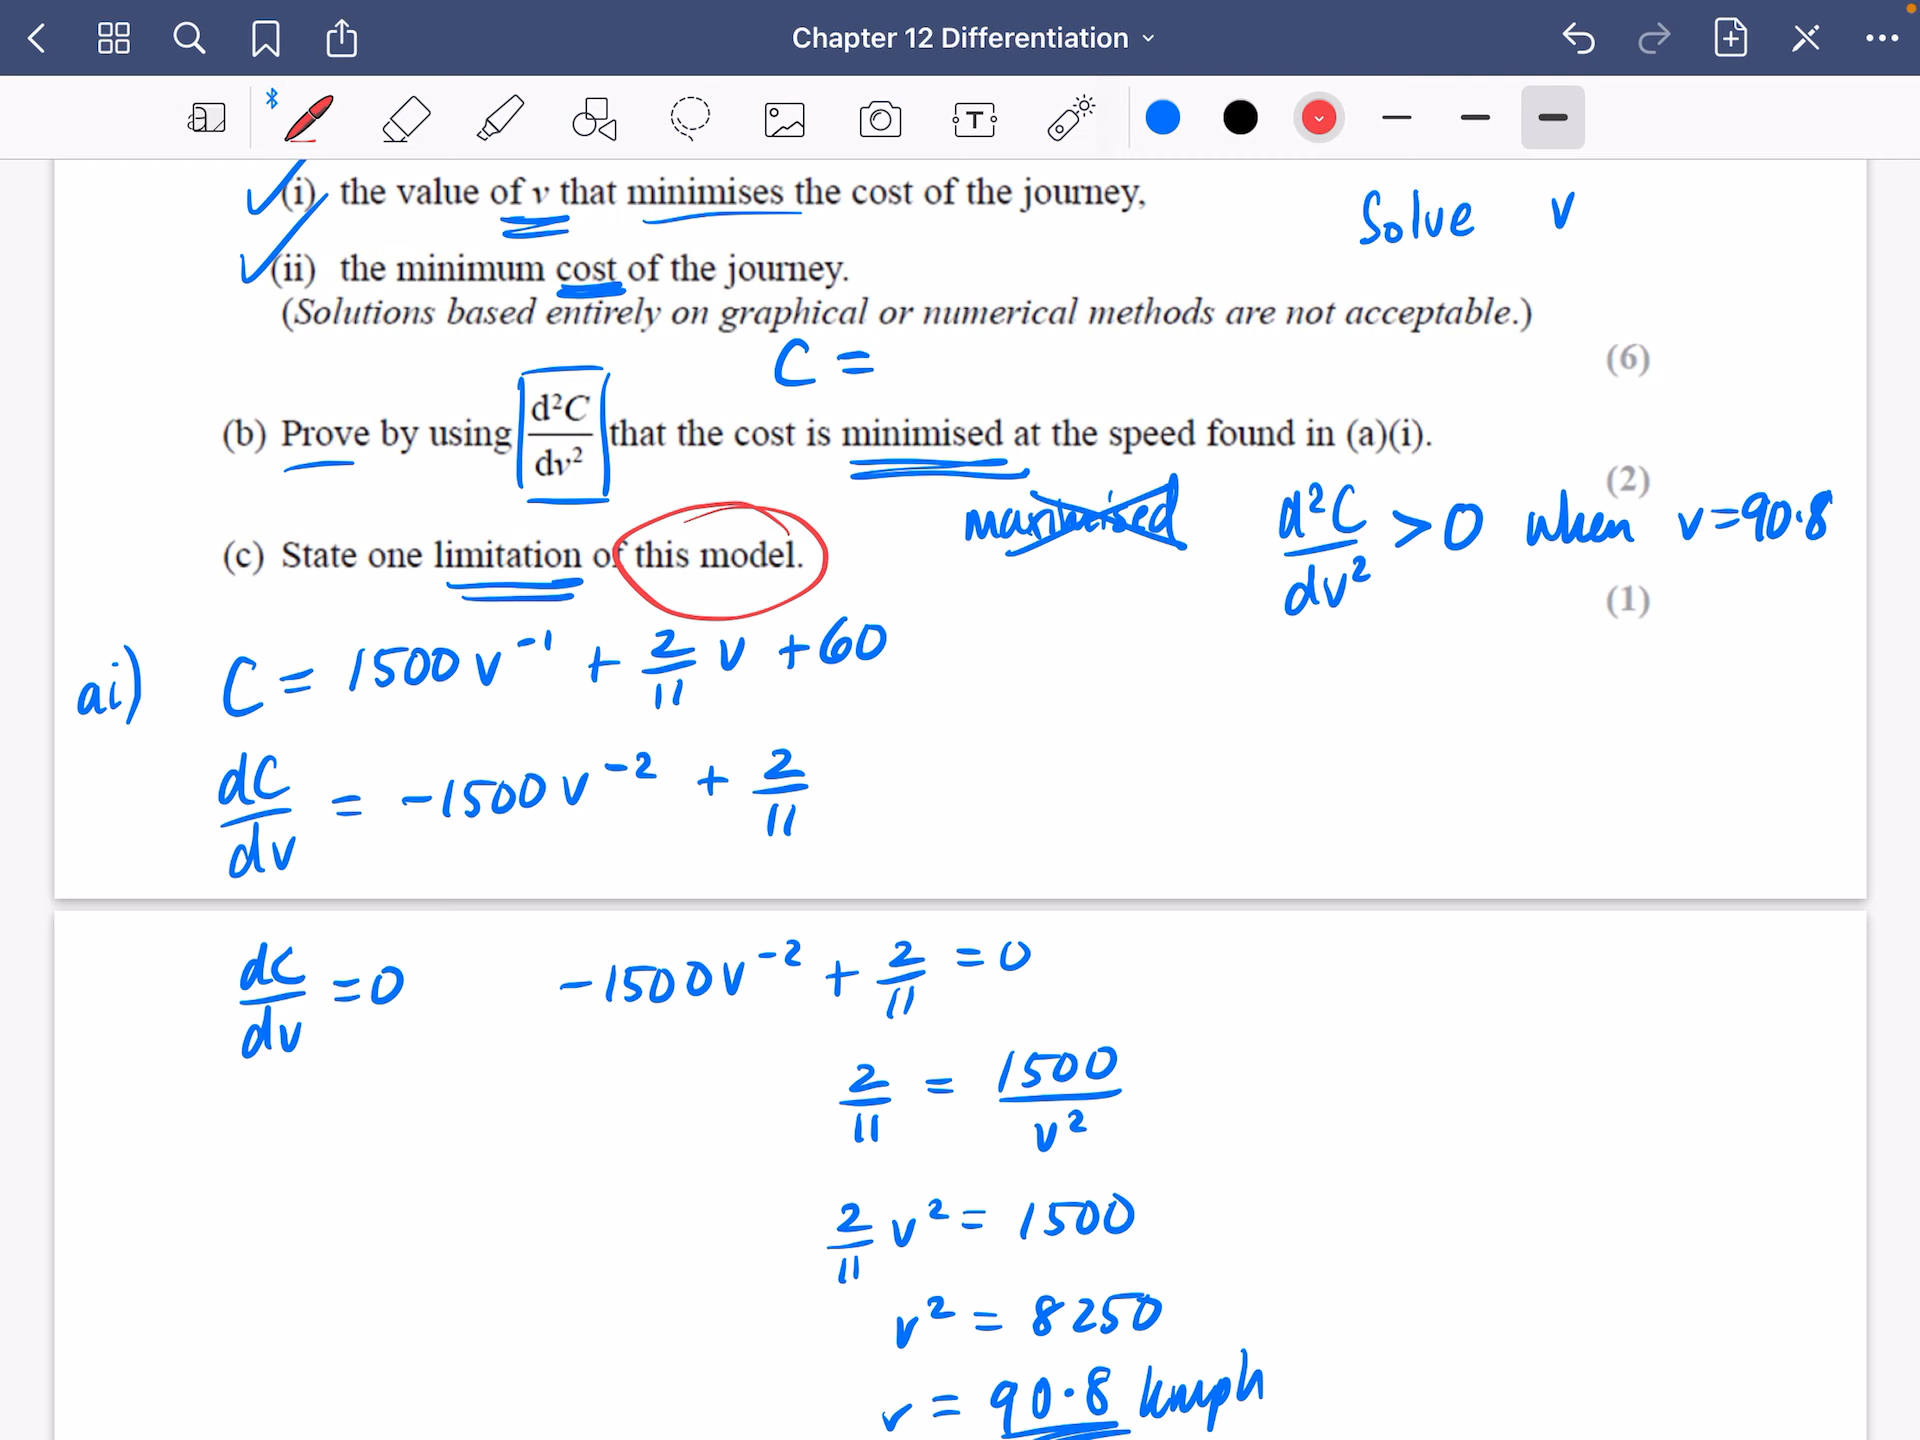 Chapter 12 Differentiation
(i) the value of v that minimises the cost of the journey,
Solve v
(ii) the minimum cost of the journey.
(Solutions based entirely on graphical or numerical methods are not acceptable.)
C =
(6)
(b) Prove by using d²C/dv² that the cost is minimised at the speed found in (a)(i).
(2)
maximised
d²C/dv² > 0 when v=90.8
(c) State one limitation of this model.
(1)
ai) C = 1500v⁻¹ + 2/11 v + 60
dC/dv = -1500v⁻² + 2/11
dC/dv = 0 -1500v⁻² + 2/11 = 0
2/11 = 1500/v²
2/11 v² = 1500
v² = 8250
v = 90.8 kmph